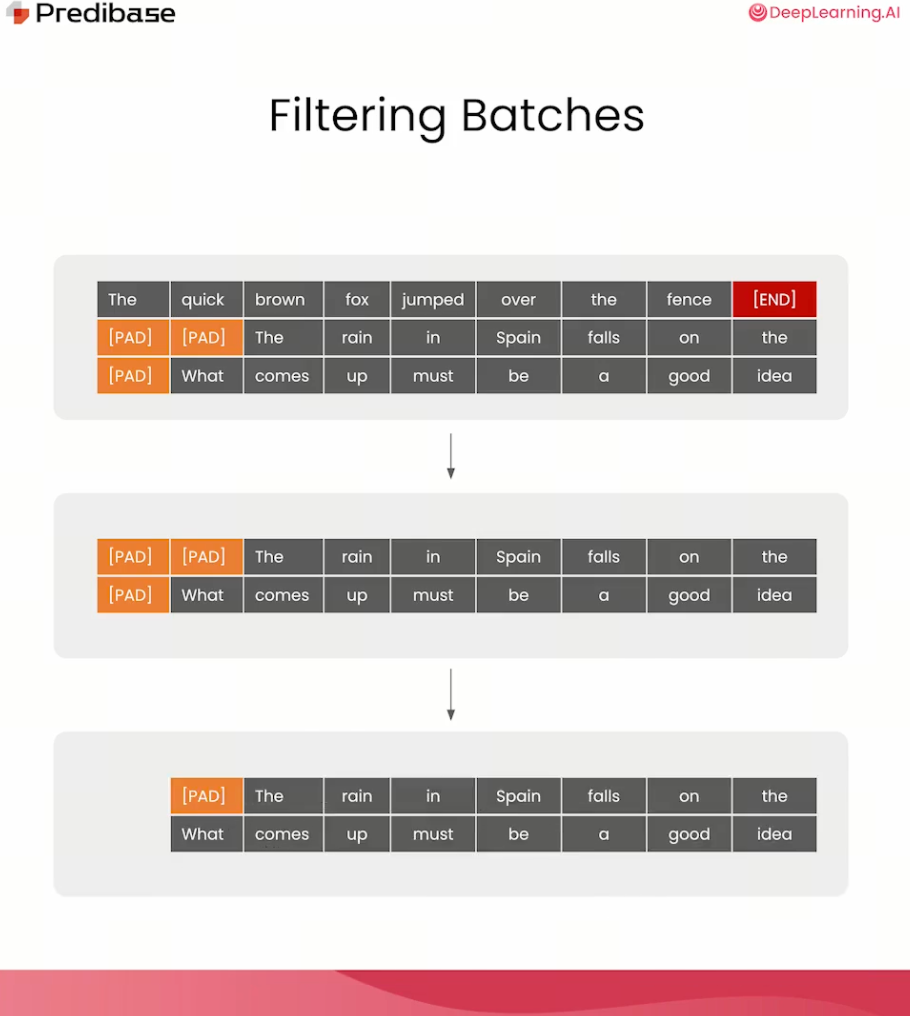 Predibase DeepLearning.AI
Filtering Batches
The quick brown fox jumped over the fence [END]
[PAD] [PAD] The rain in Spain falls on the
[PAD] What comes up must be a good idea
[PAD] [PAD] The rain in Spain falls on the
[PAD] What comes up must be a good idea
[PAD] The rain in Spain falls on the
What comes up must be a good idea